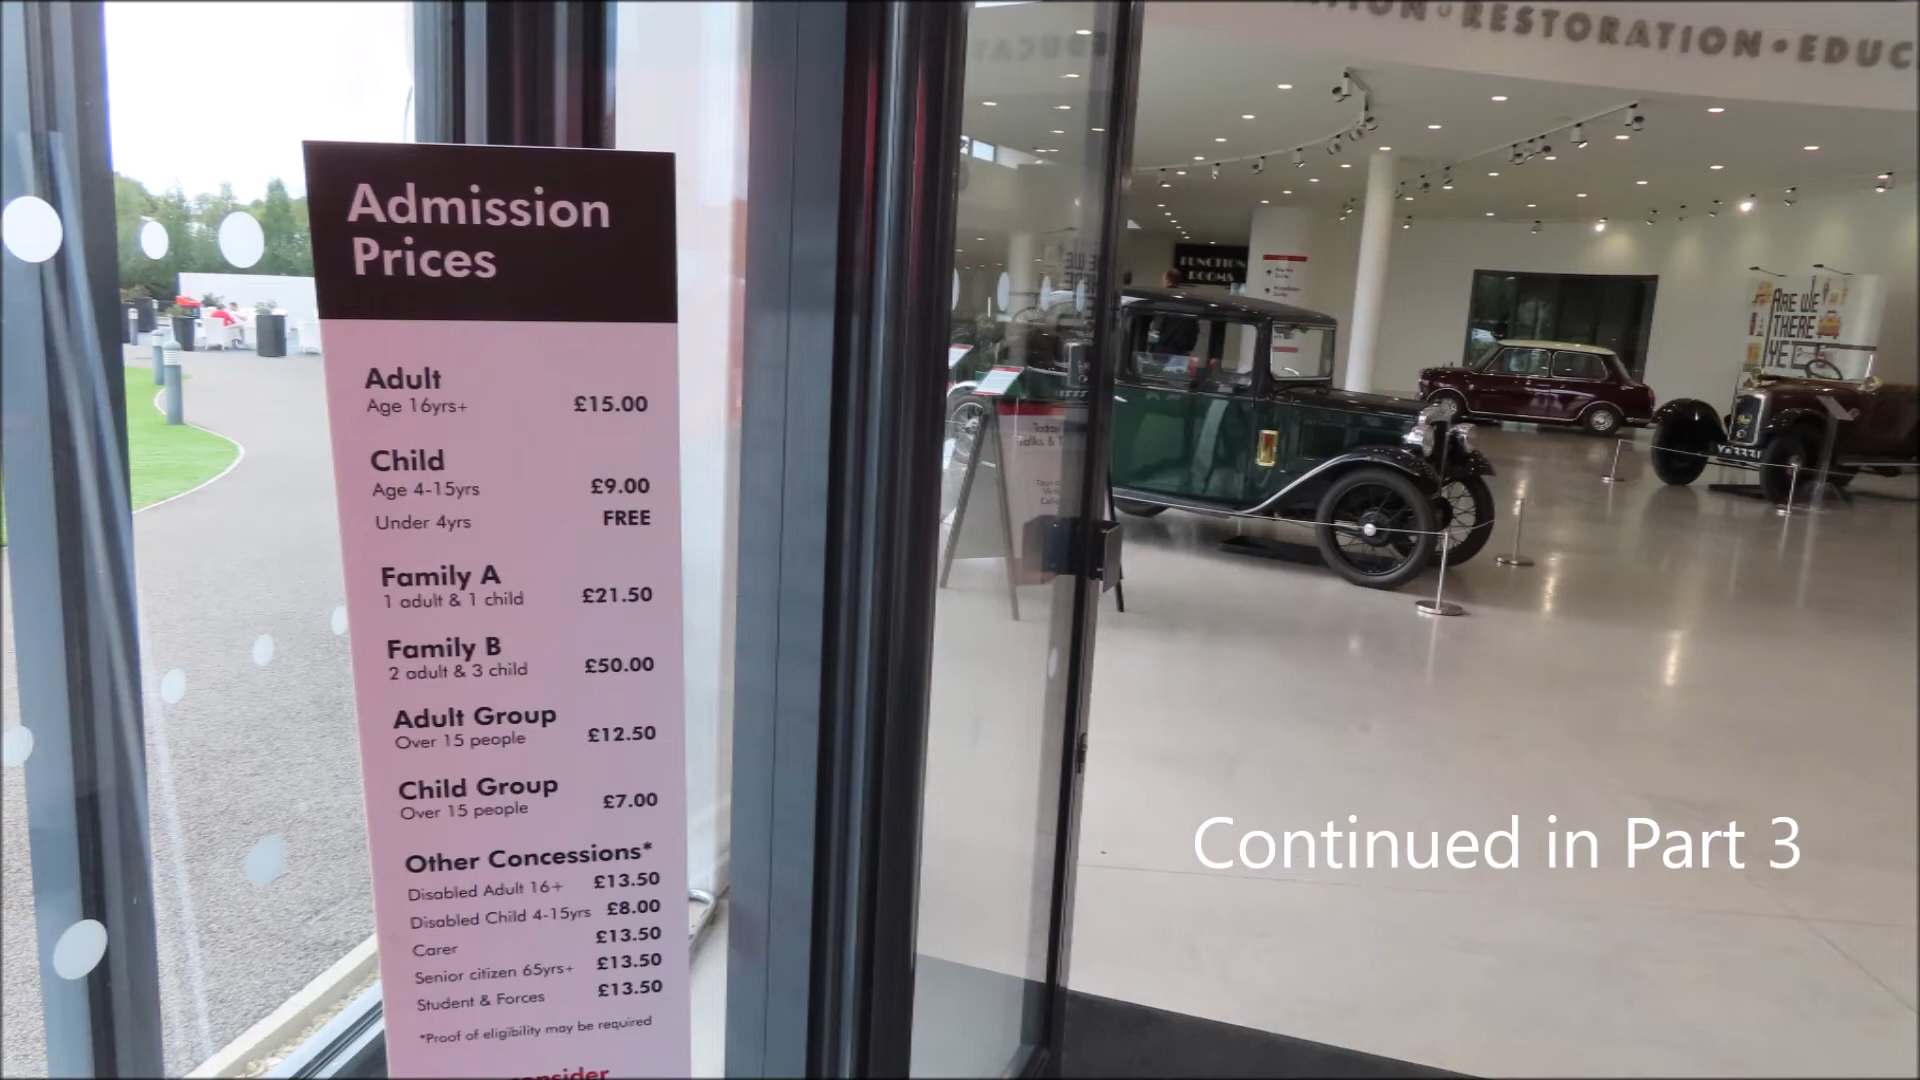 Admission
Prices
Adult
Age 16yrs+ £15.00
Child
Age 4-15yrs £9.00
Under 4yrs FREE
Family A
1 adult & 1 child £21.50
Family B
2 adult & 3 child £50.00
Adult Group
Over 15 people £12.50
Child Group
Over 15 people £7.00
Other Concessions*
Disabled Adult 16+ £13.50
Disabled Child 4-15yrs £8.00
Carer £13.50
Senior citizen 65yrs+ £13.50
Student & Forces £13.50
*Proof of eligibility may be required
RESTORATION • EDUC
FUNCTION
ROOMS
ARE WE
THERE
YET
Continued in Part 3